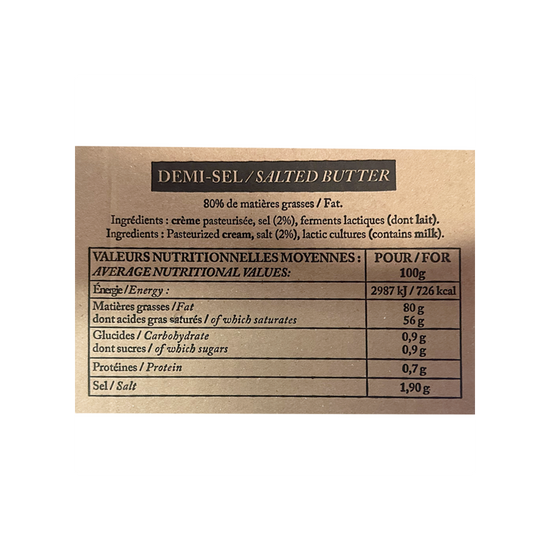 DEMI-SEL / SALTED BUTTER
80% de matières grasses / Fat.
Ingrédients : crème pasteurisée, sel (2%), ferments lactiques (dont lait).
Ingredients : Pasteurized cream, salt (2%), lactic cultures (contains milk).
VALEURS NUTRITIONNELLES MOYENNES : POUR / FOR
AVERAGE NUTRITIONAL VALUES: 100g
Énergie / Energy : 2987 kJ / 726 kcal
Matières grasses / Fat 80 g
dont acides gras saturés / of which saturates 56 g
Glucides / Carbohydrate 0,9 g
dont sucres / of which sugars 0,9 g
Protéines / Protein 0,7 g
Sel / Salt 1,90 g